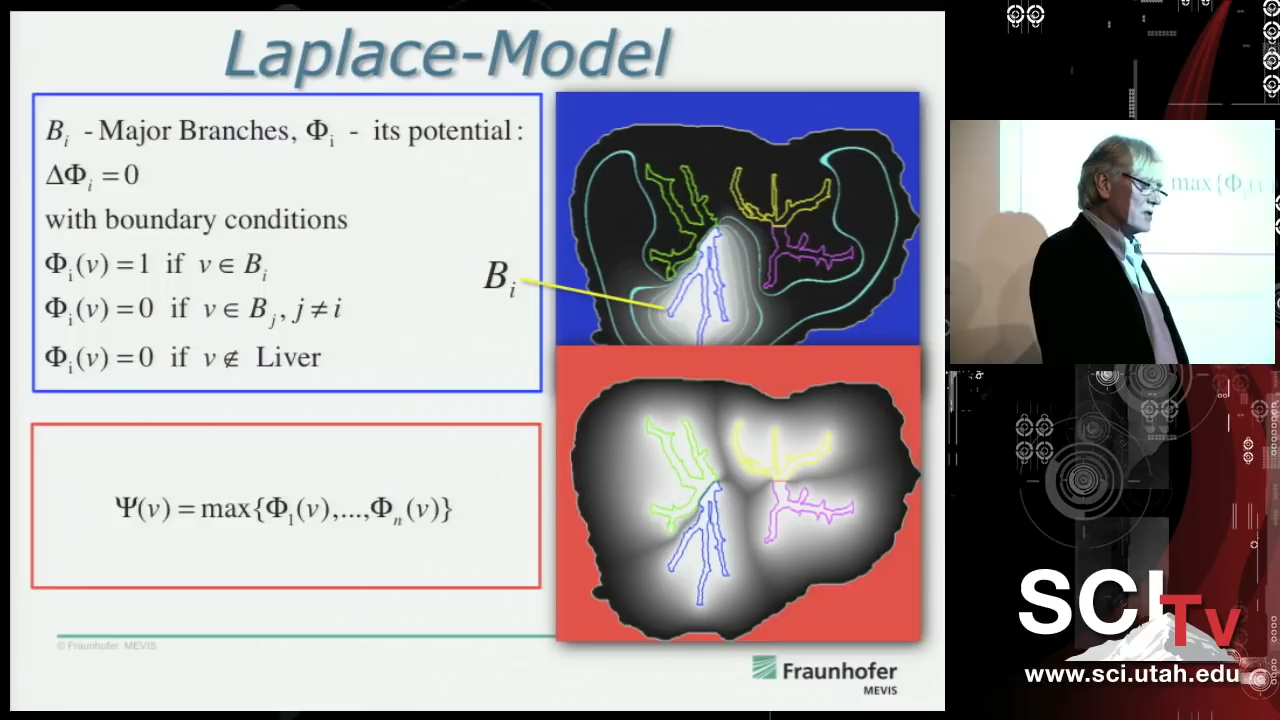 Laplace-Model
B_i - Major Branches, Φ_i - its potential :
ΔΦ_i = 0
with boundary conditions
Φ_i(v) = 1 if v ∈ B_i
Φ_i(v) = 0 if v ∈ B_j, j ≠ i
Φ_i(v) = 0 if v ∉ Liver
B_i
Ψ(v) = max{Φ_1(v),...,Φ_n(v)}
© Fraunhofer MEVIS
Fraunhofer
MEVIS
max{Φ
SCI
Tv
www.sci.utah.edu